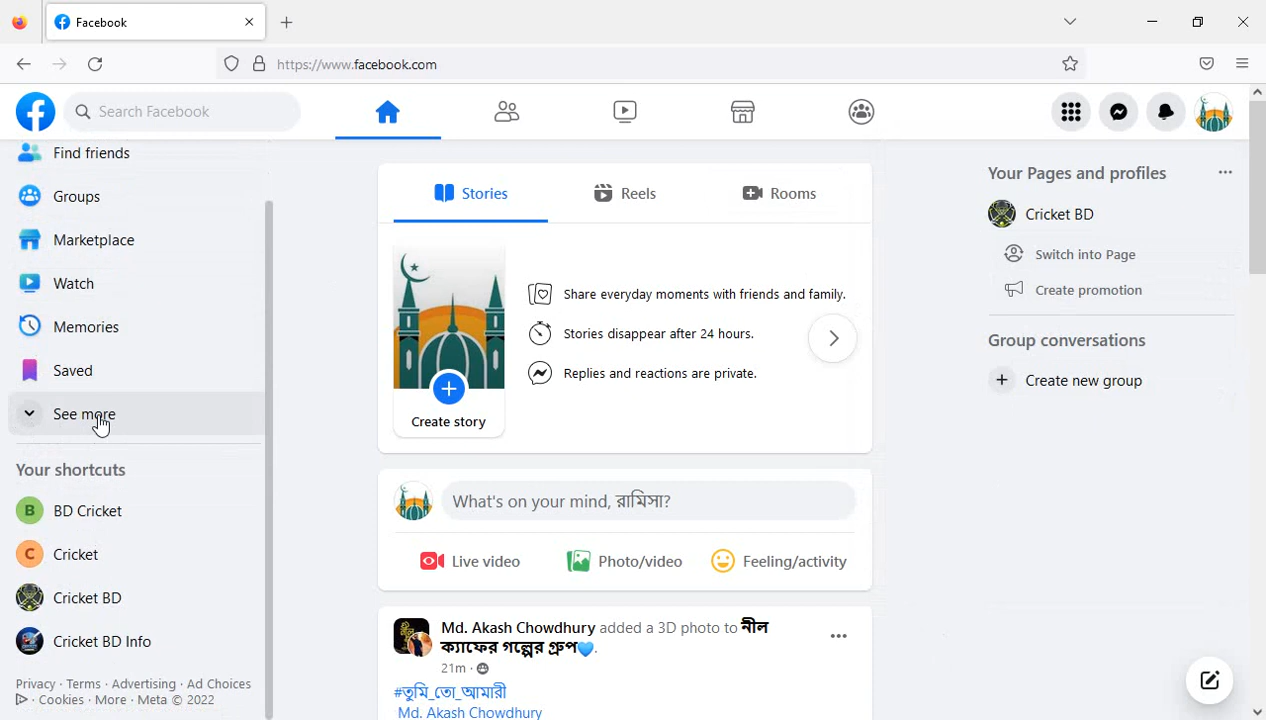 Facebook
https://www.facebook.com
Search Facebook
Find friends
Groups
Marketplace
Watch
Memories
Saved
See more
Your shortcuts
B BD Cricket
C Cricket
Cricket BD
Cricket BD Info
Privacy · Terms · Advertising · Ad Choices
· Cookies · More · Meta © 2022
Stories
Reels
Rooms
Share everyday moments with friends and family.
Stories disappear after 24 hours.
Replies and reactions are private.
Create story
What's on your mind, রামিসা?
Live video
Photo/video
Feeling/activity
Md. Akash Chowdhury added a 3D photo to নীল
ক্যাফের গল্পের গ্রুপ💙.
21m ·
#তুমি_তো_আমারী
Md. Akash Chowdhury
Your Pages and profiles
Cricket BD
Switch into Page
Create promotion
Group conversations
Create new group